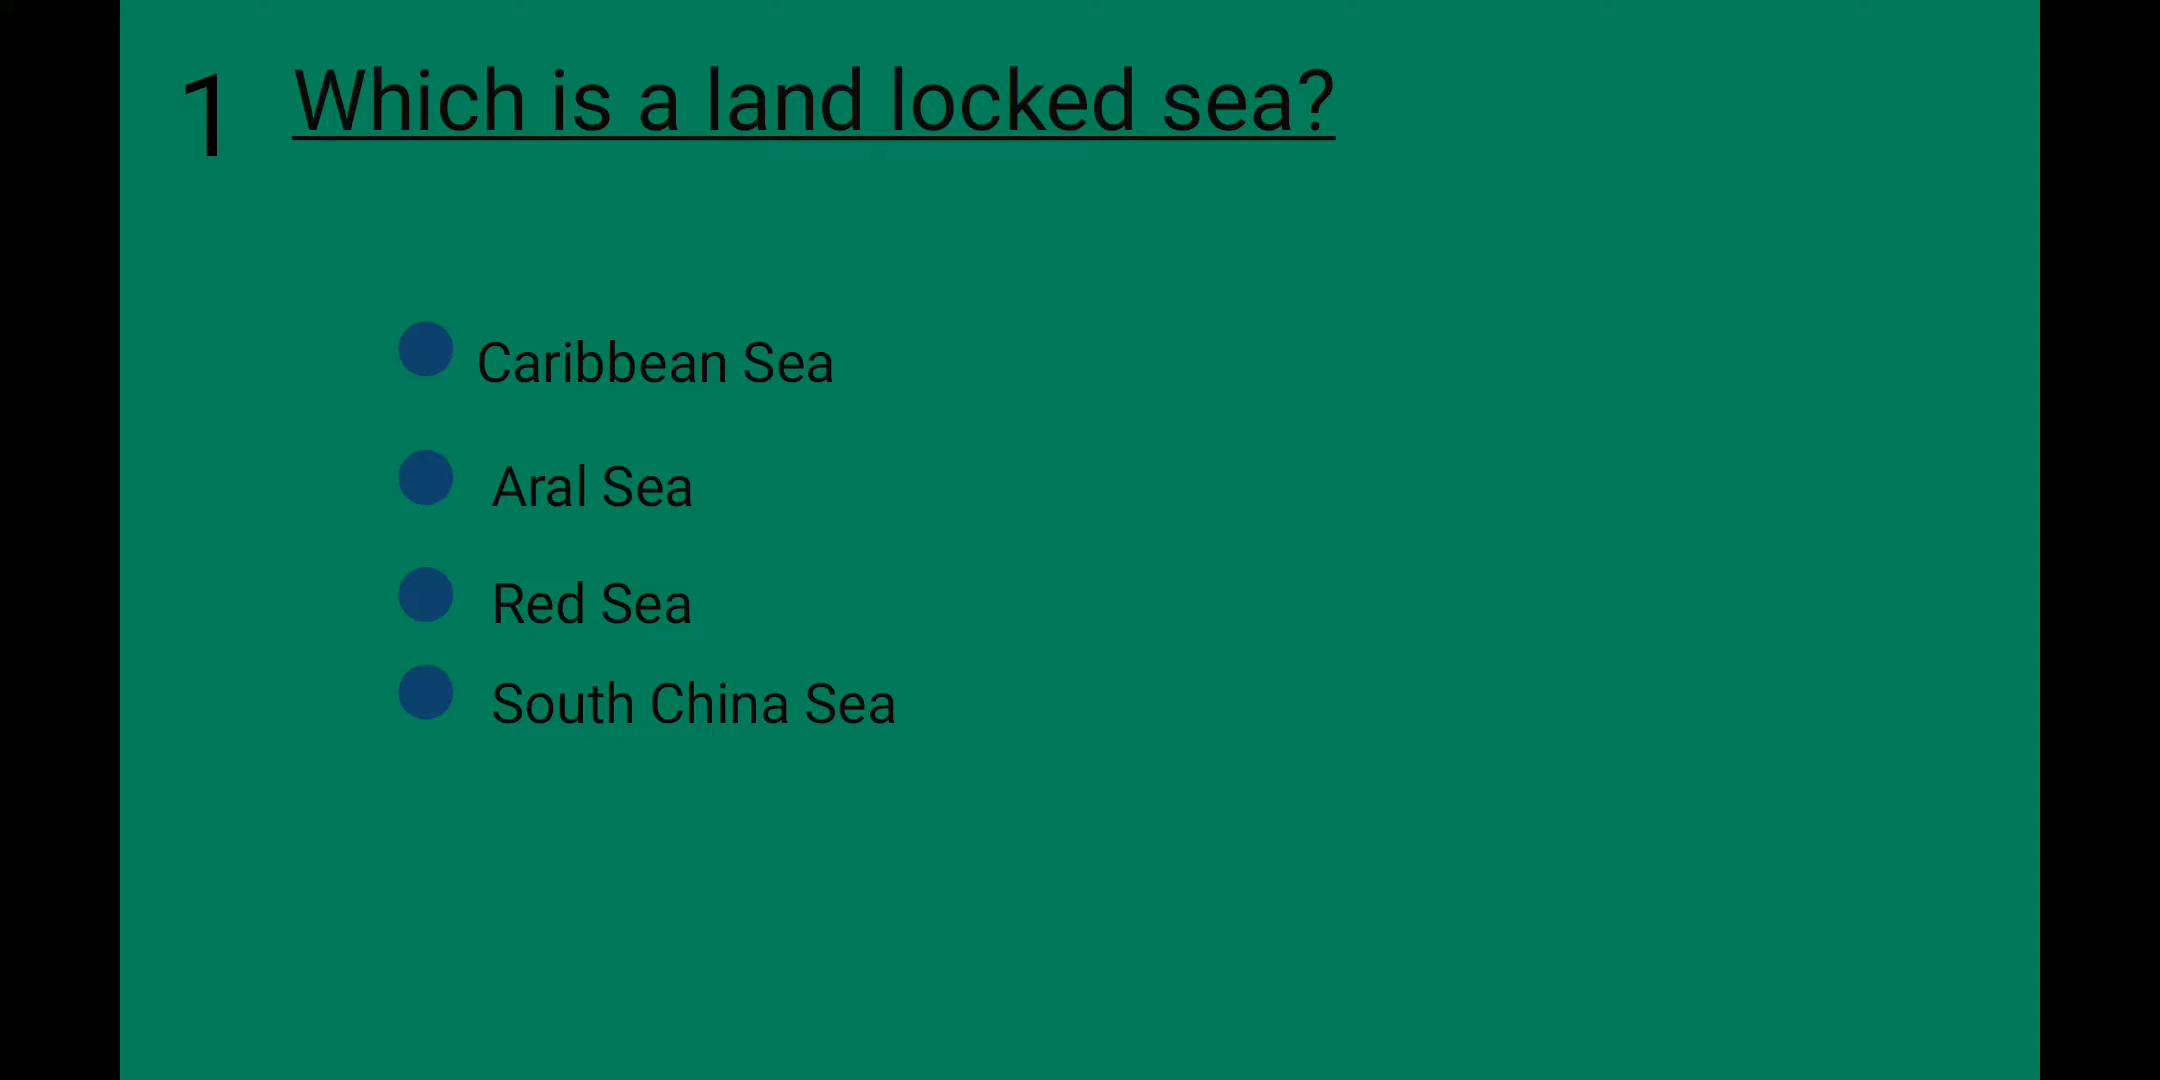 1 Which is a land locked sea?
Caribbean Sea
Aral Sea
Red Sea
South China Sea